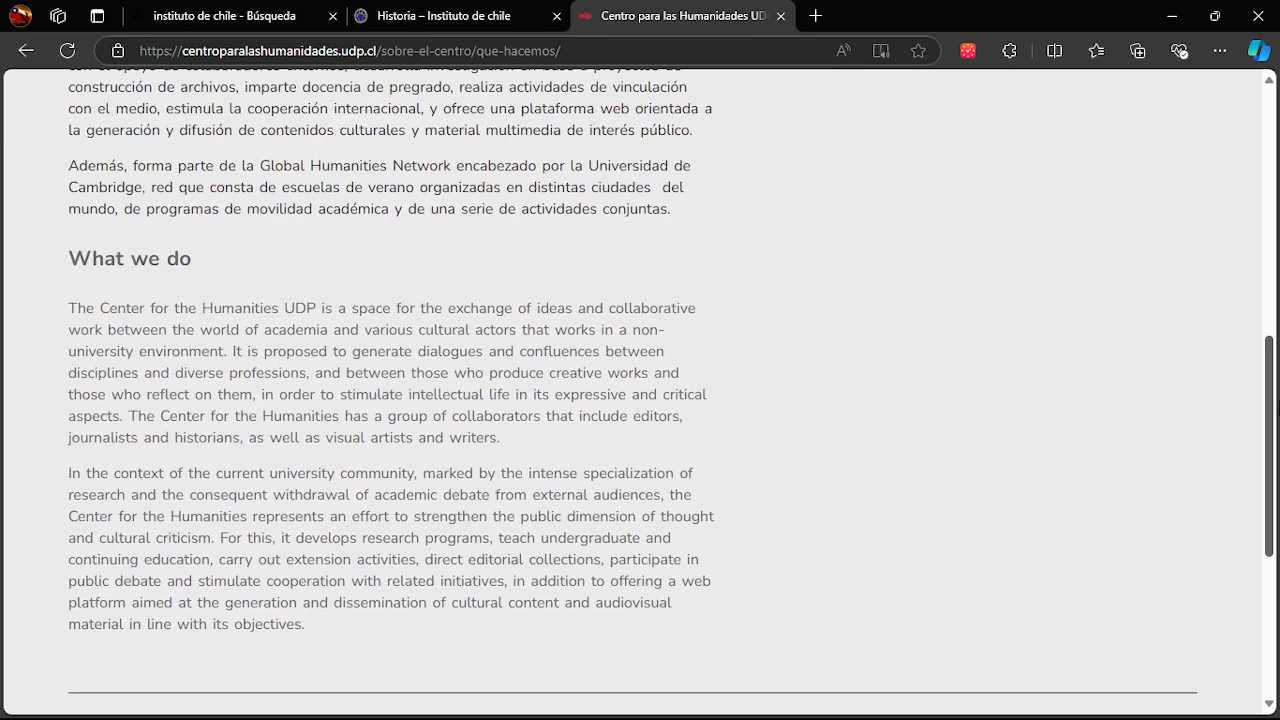 instituto de chile - Búsqueda
Historia – Instituto de chile
Centro para las Humanidades UD
https://centroparalashumanidades.udp.cl/sobre-el-centro/que-hacemos/
construcción de archivos, imparte docencia de pregrado, realiza actividades de vinculación
con el medio, estimula la cooperación internacional, y ofrece una plataforma web orientada a
la generación y difusión de contenidos culturales y material multimedia de interés público.
Además, forma parte de la Global Humanities Network encabezado por la Universidad de
Cambridge, red que consta de escuelas de verano organizadas en distintas ciudades del
mundo, de programas de movilidad académica y de una serie de actividades conjuntas.
What we do
The Center for the Humanities UDP is a space for the exchange of ideas and collaborative
work between the world of academia and various cultural actors that works in a non-
university environment. It is proposed to generate dialogues and confluences between
disciplines and diverse professions, and between those who produce creative works and
those who reflect on them, in order to stimulate intellectual life in its expressive and critical
aspects. The Center for the Humanities has a group of collaborators that include editors,
journalists and historians, as well as visual artists and writers.
In the context of the current university community, marked by the intense specialization of
research and the consequent withdrawal of academic debate from external audiences, the
Center for the Humanities represents an effort to strengthen the public dimension of thought
and cultural criticism. For this, it develops research programs, teach undergraduate and
continuing education, carry out extension activities, direct editorial collections, participate in
public debate and stimulate cooperation with related initiatives, in addition to offering a web
platform aimed at the generation and dissemination of cultural content and audiovisual
material in line with its objectives.